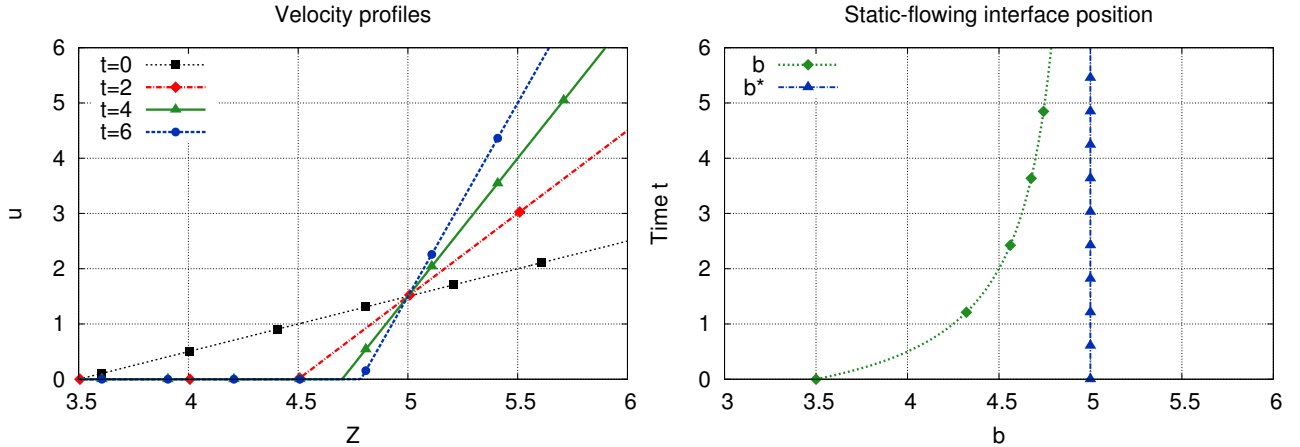 Velocity profiles
6
5
4
3
2
1
0
u
t=0
t=2
t=4
t=6
3.5 4 4.5 5 5.5 6
Z
Static-flowing interface position
6
5
4
3
2
1
0
Time t
b
b*
3 3.5 4 4.5 5 5.5 6
b